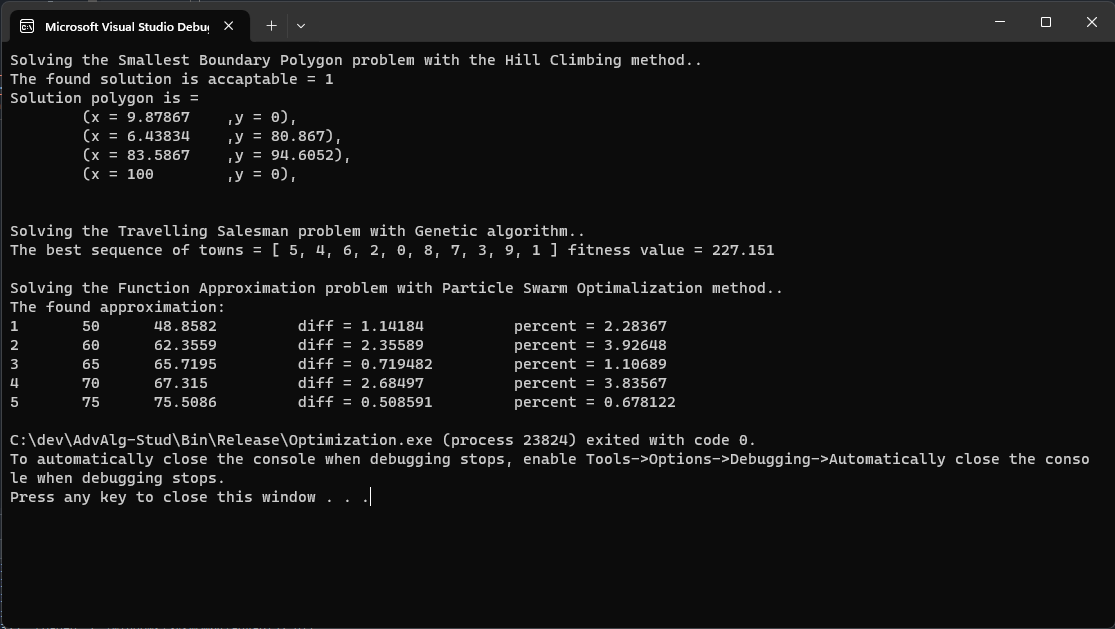 Microsoft Visual Studio Debug
Solving the Smallest Boundary Polygon problem with the Hill Climbing method..
The found solution is accaptable = 1
Solution polygon is =
(x = 9.87867    ,y = 0),
(x = 6.43834    ,y = 80.867),
(x = 83.5867    ,y = 94.6052),
(x = 100        ,y = 0),
Solving the Travelling Salesman problem with Genetic algorithm..
The best sequence of towns = [ 5, 4, 6, 2, 0, 8, 7, 3, 9, 1 ] fitness value = 227.151
Solving the Function Approximation problem with Particle Swarm Optimalization method..
The found approximation:
1       50      48.8582         diff = 1.14184          percent = 2.28367
2       60      62.3559         diff = 2.35589          percent = 3.92648
3       65      65.7195         diff = 0.719482         percent = 1.10689
4       70      67.315          diff = 2.68497          percent = 3.83567
5       75      75.5086         diff = 0.508591         percent = 0.678122
C:\dev\AdvAlg-Stud\Bin\Release\Optimization.exe (process 23824) exited with code 0.
To automatically close the console when debugging stops, enable Tools->Options->Debugging->Automatically close the conso
le when debugging stops.
Press any key to close this window . . .